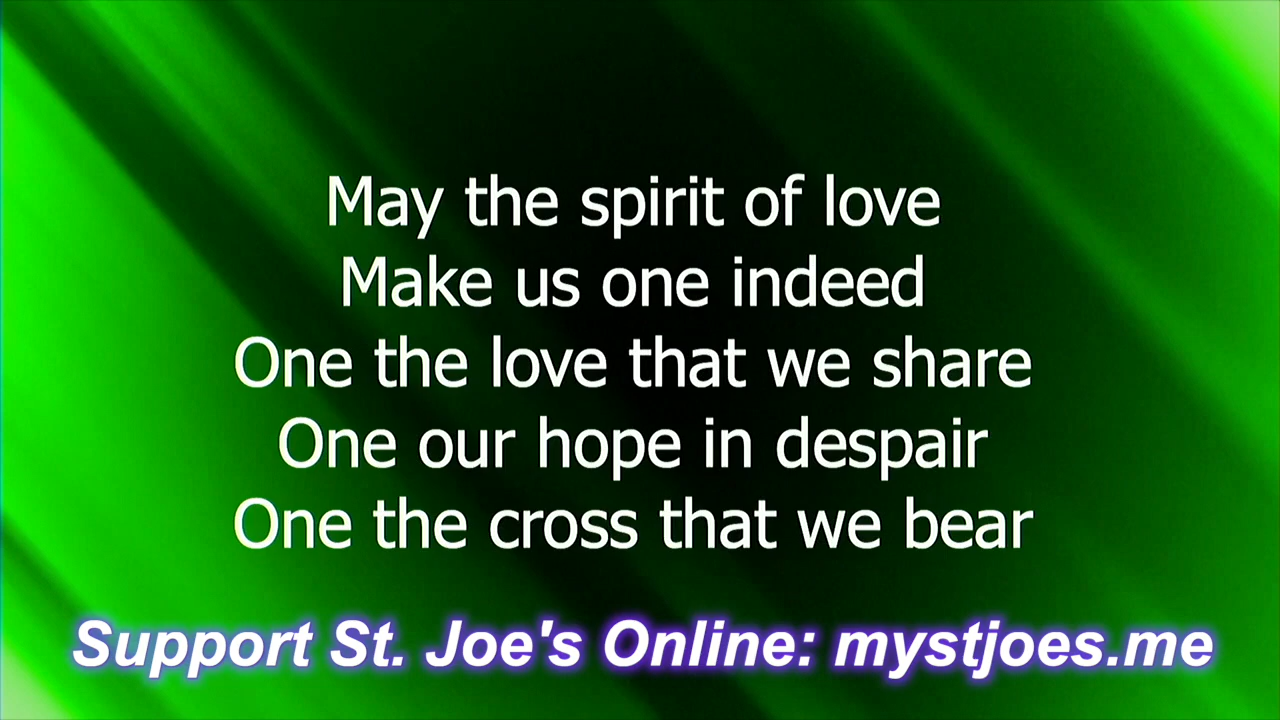 May the spirit of love
Make us one indeed
One the love that we share
One our hope in despair
One the cross that we bear
Support St. Joe's Online: mystjoes.me